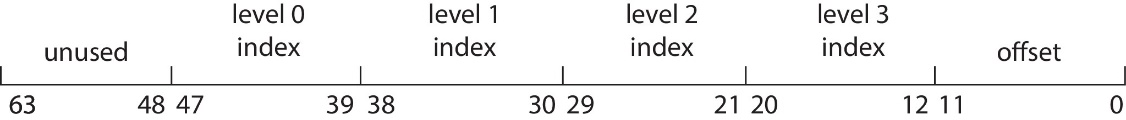 level 0 level 1 level 2 level 3
unused index index index index offset
63 48 47 39 38 30 29 21 20 12 11 0